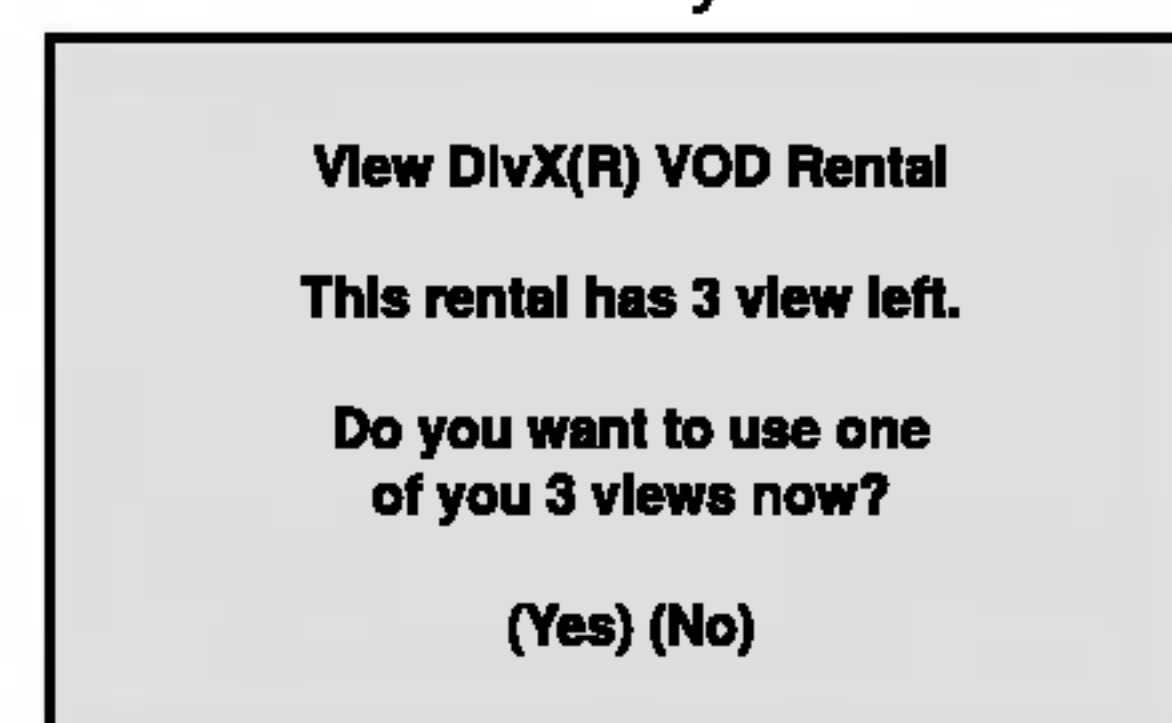 View DivX(R) VOD Rental
This rental has 3 view left.
Do you want to use one
of you 3 views now?
(Yes) (No)